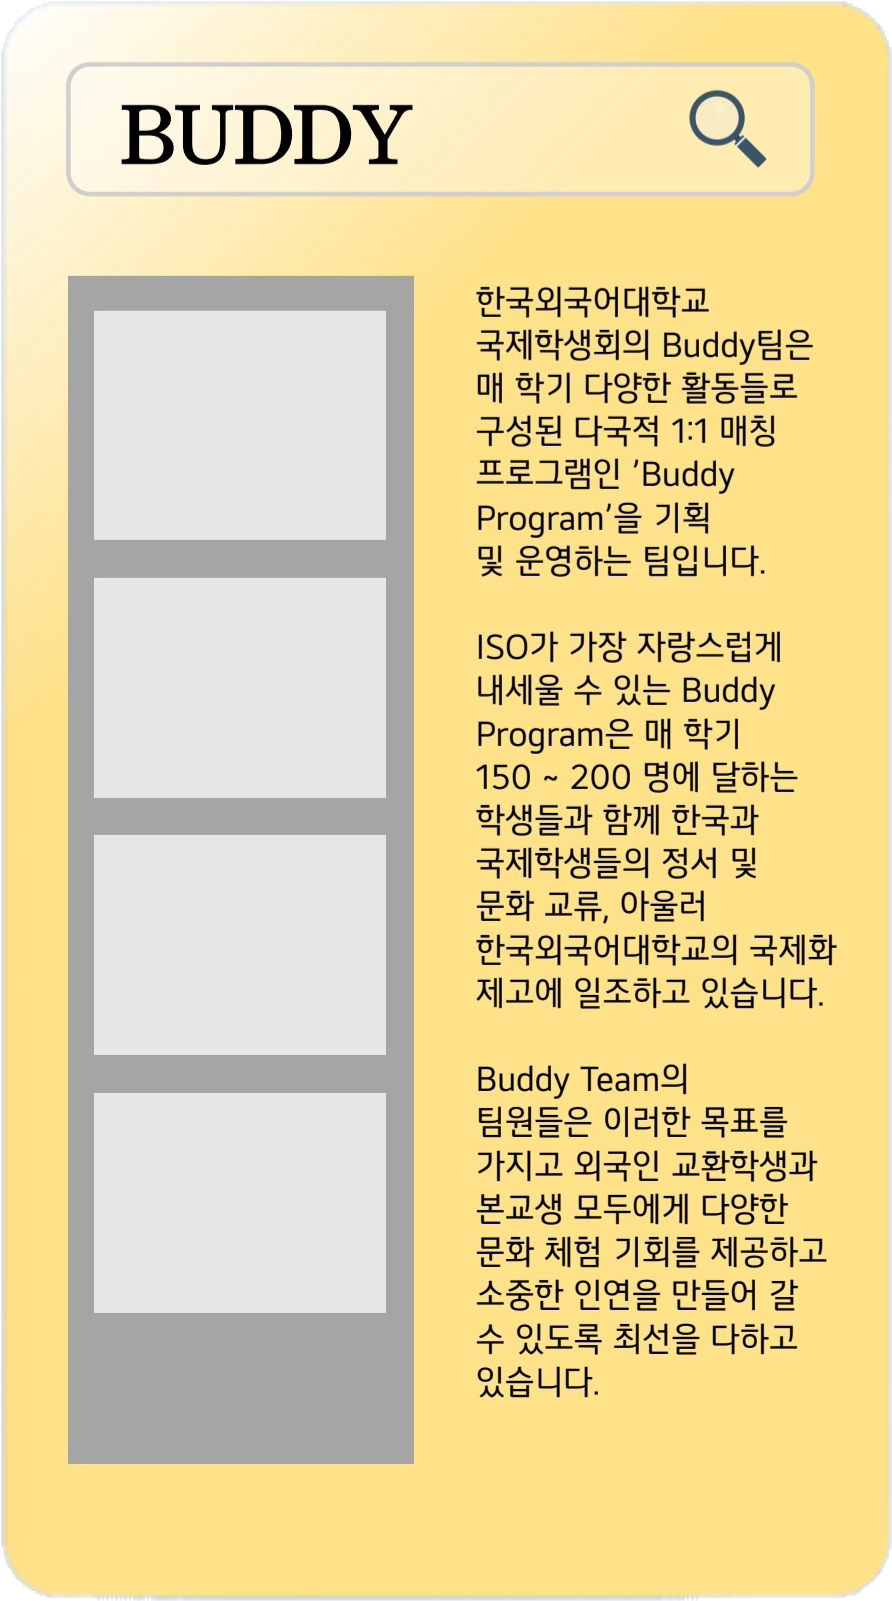 BUDDY
한국외국어대학교
국제학생회의 Buddy팀은
매 학기 다양한 활동들로
구성된 다국적 1:1 매칭
프로그램인 ’Buddy
Program’을 기획
및 운영하는 팀입니다.
ISO가 가장 자랑스럽게
내세울 수 있는 Buddy
Program은 매 학기
150 ~ 200 명에 달하는
학생들과 함께 한국과
국제학생들의 정서 및
문화 교류, 아울러
한국외국어대학교의 국제화
제고에 일조하고 있습니다.
Buddy Team의
팀원들은 이러한 목표를
가지고 외국인 교환학생과
본교생 모두에게 다양한
문화 체험 기회를 제공하고
소중한 인연을 만들어 갈
수 있도록 최선을 다하고
있습니다.